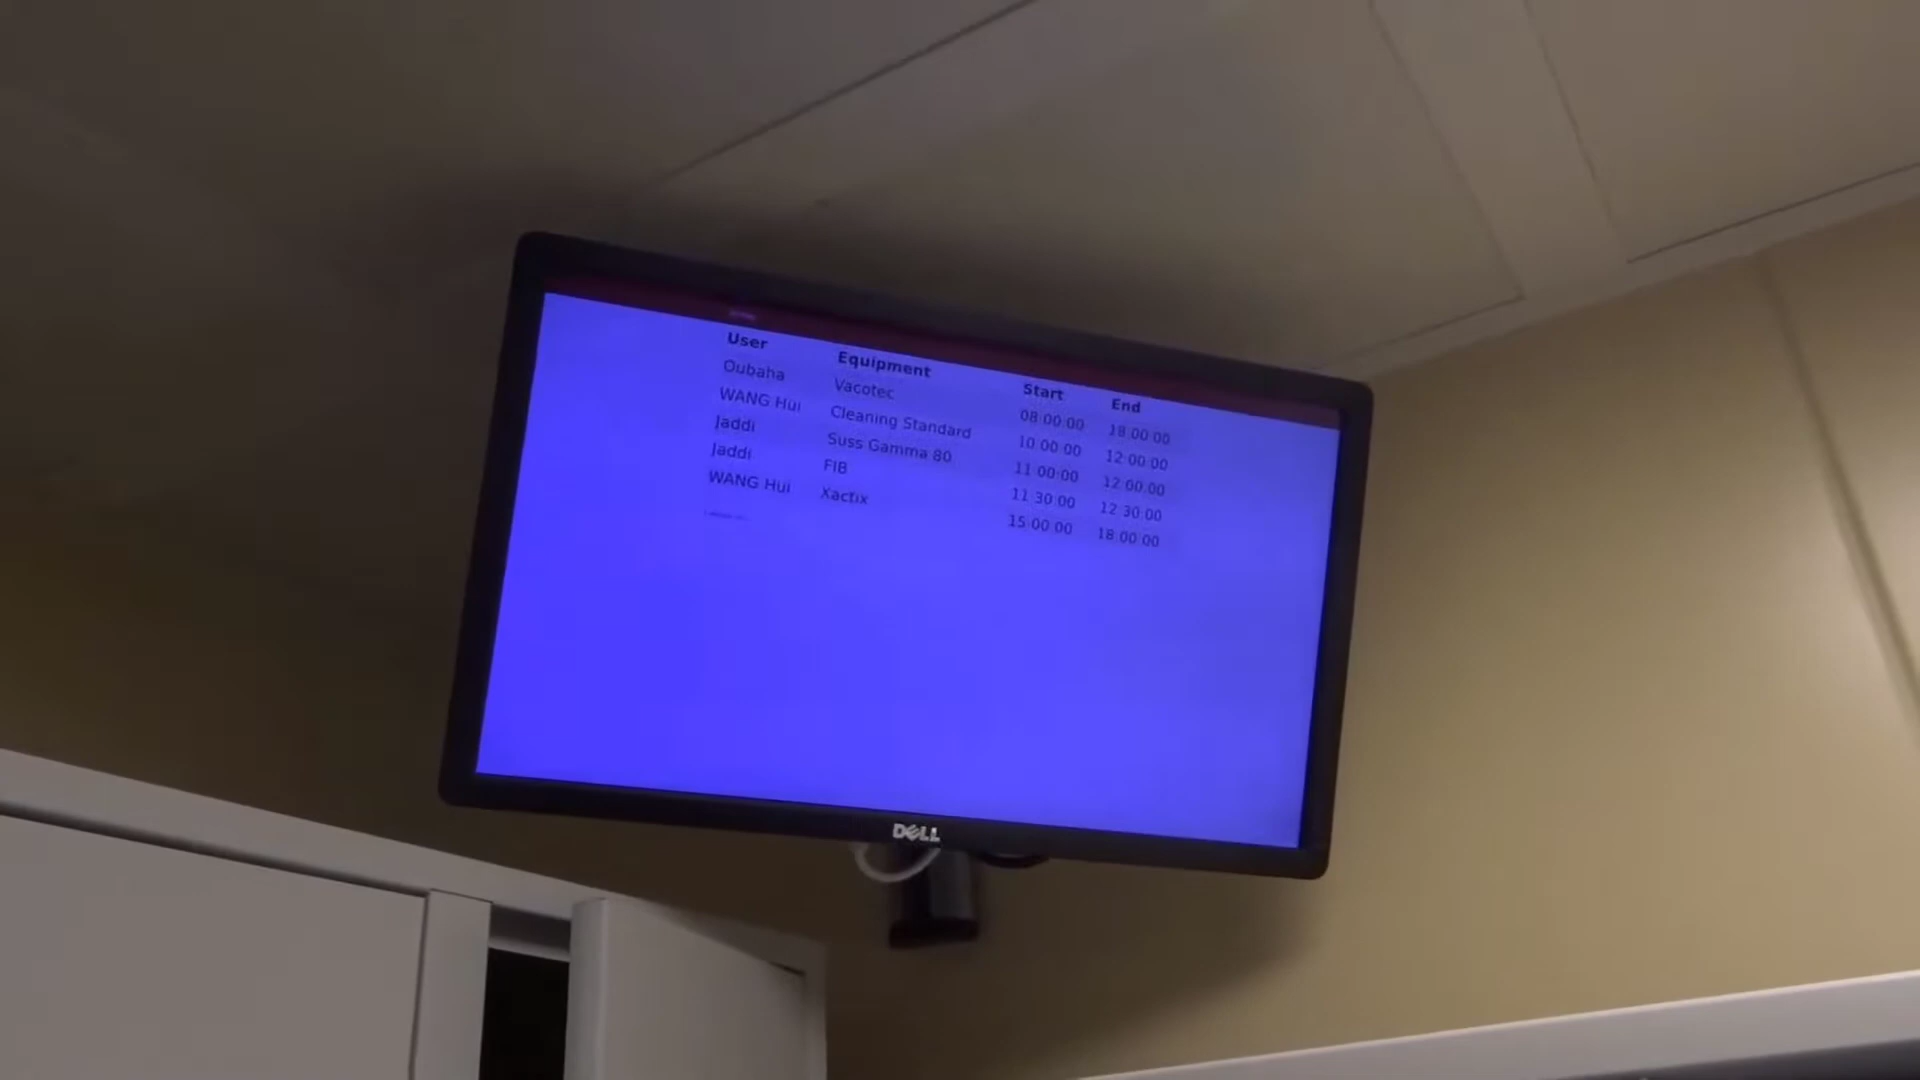 User Equipment Start End
Oubaha Vacotec 08:00:00 18:00:00
WANG Hui Cleaning Standard 10:00:00 12:00:00
Jaddi Suss Gamma 80 11:00:00 12:00:00
Jaddi FIB 11:30:00 12:30:00
WANG Hui Xactix 15:00:00 18:00:00
DELL